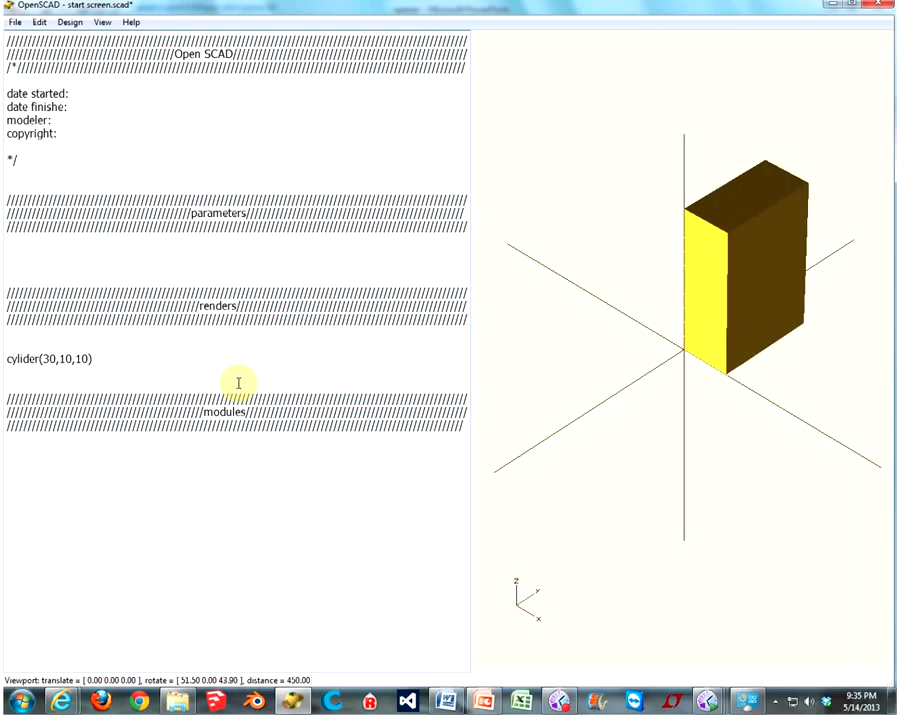 OpenSCAD - start screen.scad*
File Edit Design View Help
//////////////////////////////////////////////////////////////////////////////////////////////////////////////
////////////////////////////////////////Open SCAD////////////////////////////////////////////////////////
/*////////////////////////////////////////////////////////////////////////////////////////////////////////////
date started:
date finishe:
modeler:
copyright:
*/
//////////////////////////////////////////////////////////////////////////////////////////////////////////////
////////////////////////////////////////////parameters////////////////////////////////////////////////////
//////////////////////////////////////////////////////////////////////////////////////////////////////////////
//////////////////////////////////////////////////////////////////////////////////////////////////////////////
//////////////////////////////////////////////renders///////////////////////////////////////////////////////
//////////////////////////////////////////////////////////////////////////////////////////////////////////////
cylider(30,10,10)
//////////////////////////////////////////////////////////////////////////////////////////////////////////////
///////////////////////////////////////////////modules/////////////////////////////////////////////////////
/////////////////////////////////////////////////////////////////////////////////////////////////////////////
z
y
x
Viewport: translate = [ 0.00 0.00 0.00 ], rotate = [ 51.50 0.00 43.90 ], distance = 450.00
9:35 PM
5/14/2013